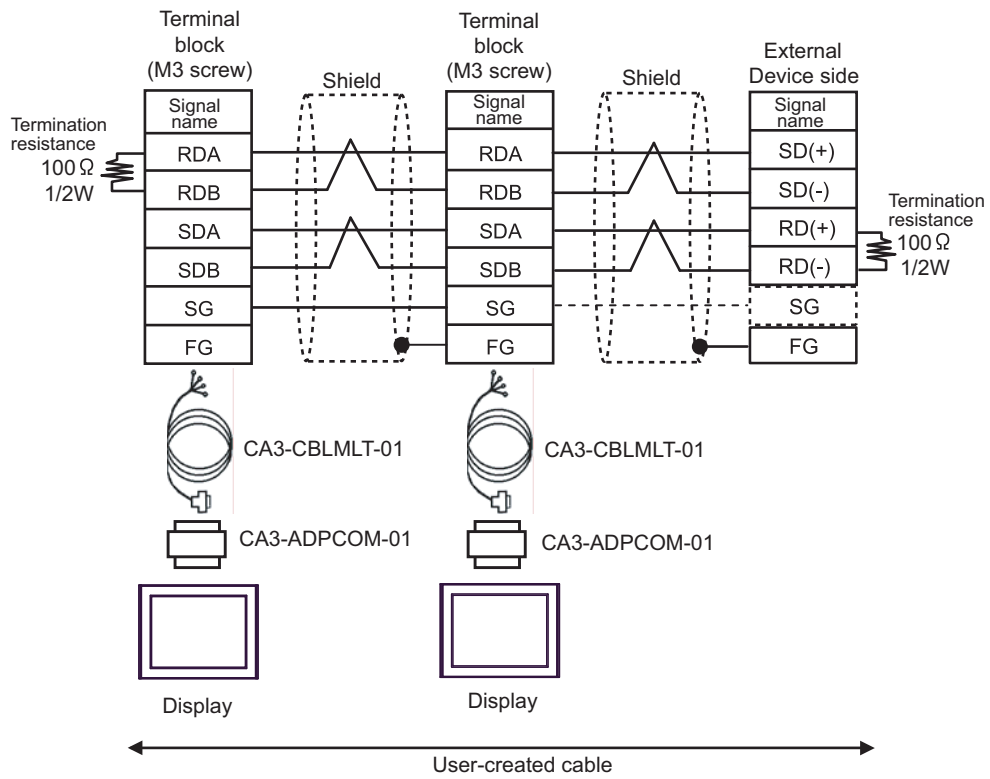 Terminal
block
(M3 screw)
Terminal
block
(M3 screw)
External
Device side
Shield
Shield
Termination
resistance
100 Ω
1/2W
Signal
name
RDA
RDB
SDA
SDB
SG
FG
Signal
name
RDA
RDB
SDA
SDB
SG
FG
Signal
name
SD(+)
SD(-)
RD(+)
RD(-)
SG
FG
Termination
resistance
100 Ω
1/2W
CA3-CBLMLT-01
CA3-CBLMLT-01
CA3-ADPCOM-01
CA3-ADPCOM-01
Display
Display
User-created cable